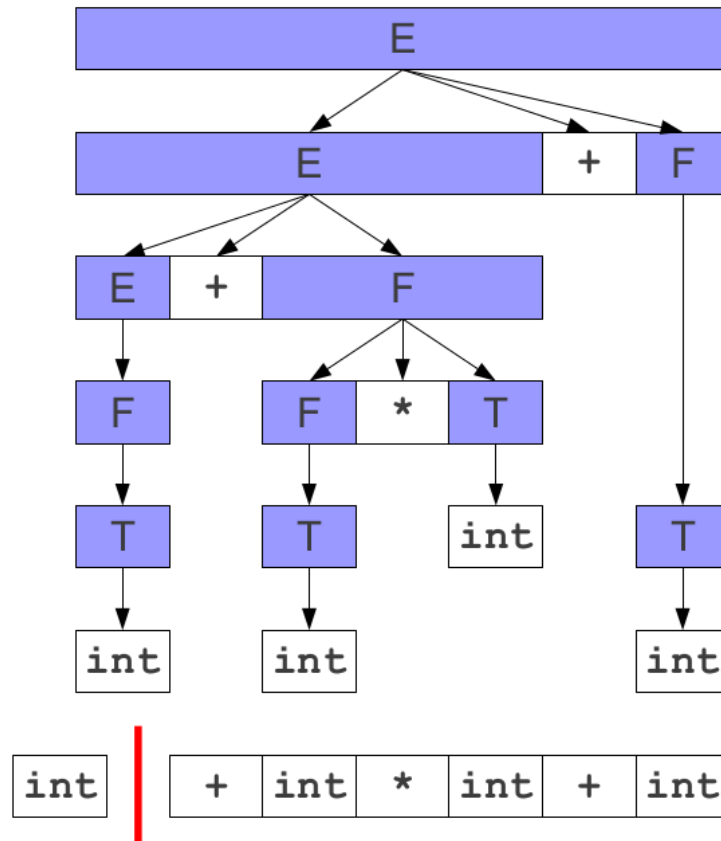 E
E + F
E + F
F F * T
T T int T
int int int
int + int * int + int